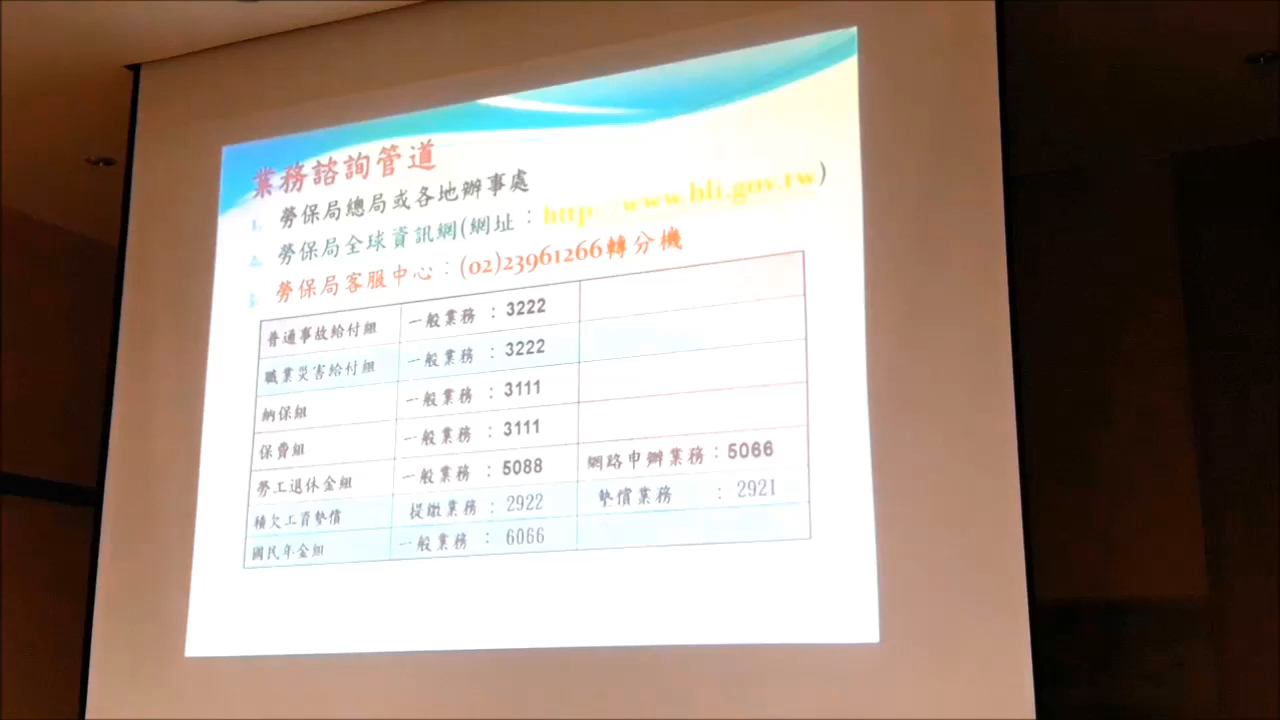 業務諮詢管道
1. 勞保局總局或各地辦事處
2. 勞保局全球資訊網(網址：http://www.bli.gov.tw)
3. 勞保局客服中心：(02)23961266轉分機
普通事故給付組 一般業務：3222
職業災害給付組 一般業務：3222
納保組 一般業務：3111
保費組 一般業務：3111
勞工退休金組 一般業務：5088 網路申辦業務：5066
積欠工資墊償 提繳業務：2922 墊償業務：2921
國民年金組 一般業務：6066